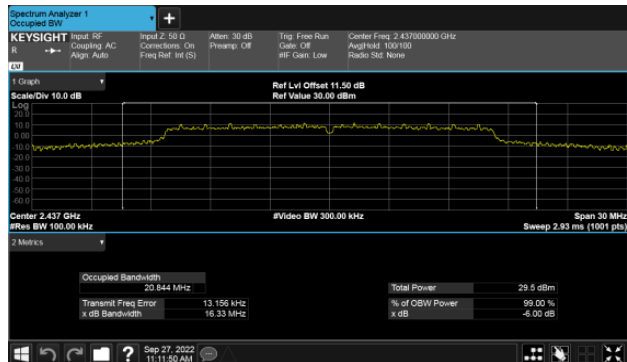 Spectrum Analyzer 1
Occupied BW
+
KEYSIGHT Input: RF Input Z: 50 Ω Atten: 30 dB Trig: Free Run Center Freq: 2.437000000 GHz
R Coupling: AC Corrections: On Preamp: Off Gate: Off Avg|Hold: 100/100
Align: Auto Freq Ref: Int (S) #IF Gain: Low Radio Std: None
LXI
1 Graph Ref Lvl Offset 11.50 dB
Scale/Div 10.0 dB Ref Value 30.00 dBm
Log
20.0
10.0
0.00
-10.0
-20.0
-30.0
-40.0
-50.0
-60.0
Center 2.437 GHz #Video BW 300.00 kHz Span 30 MHz
#Res BW 100.00 kHz Sweep 2.93 ms (1001 pts)
2 Metrics
Occupied Bandwidth
20.844 MHz Total Power 29.5 dBm
Transmit Freq Error 13.156 kHz % of OBW Power 99.00 %
x dB Bandwidth 16.33 MHz x dB -6.00 dB
? Sep 27, 2022
11:11:50 AM